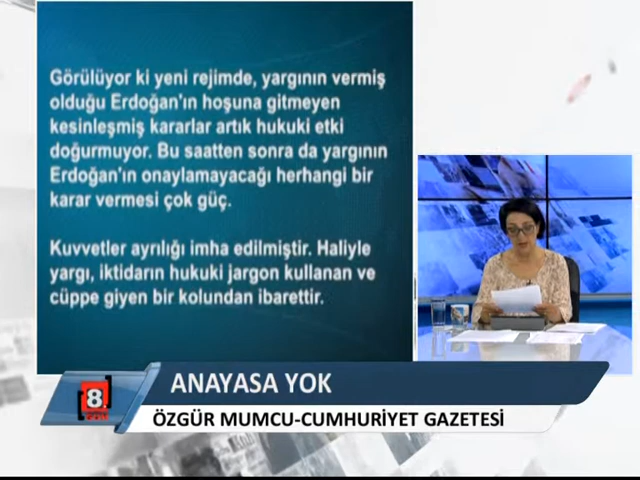 Görülüyor ki yeni rejimde, yargının vermiş
olduğu Erdoğan'ın hoşuna gitmeyen
kesinleşmiş kararlar artık hukuki etki
doğurmuyor. Bu saatten sonra da yargının
Erdoğan'ın onaylamayacağı herhangi bir
karar vermesi çok güç.
Kuvvetler ayrılığı imha edilmiştir. Haliyle
yargı, iktidarın hukuki jargon kullanan ve
cüppe giyen bir kolundan ibarettir.
8
ANAYASA YOK
ÖZGÜR MUMCU-CUMHURİYET GAZETESİ